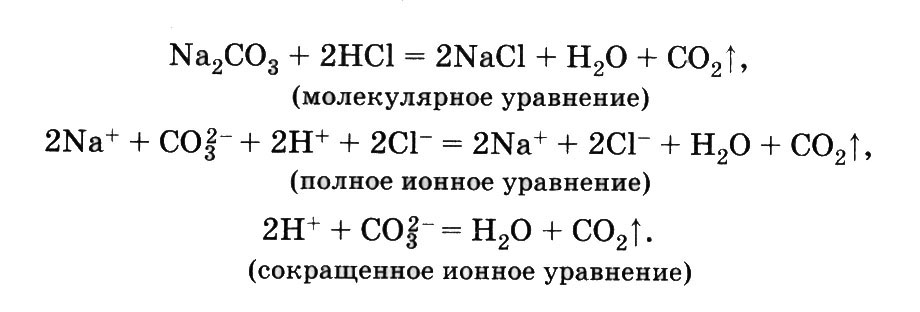 Na₂CO₃ + 2HCl = 2NaCl + H₂O + CO₂↑,
(молекулярное уравнение)
2Na⁺ + CO₃²⁻ + 2H⁺ + 2Cl⁻ = 2Na⁺ + 2Cl⁻ + H₂O + CO₂↑,
(полное ионное уравнение)
2H⁺ + CO₃²⁻ = H₂O + CO₂↑.
(сокращенное ионное уравнение)